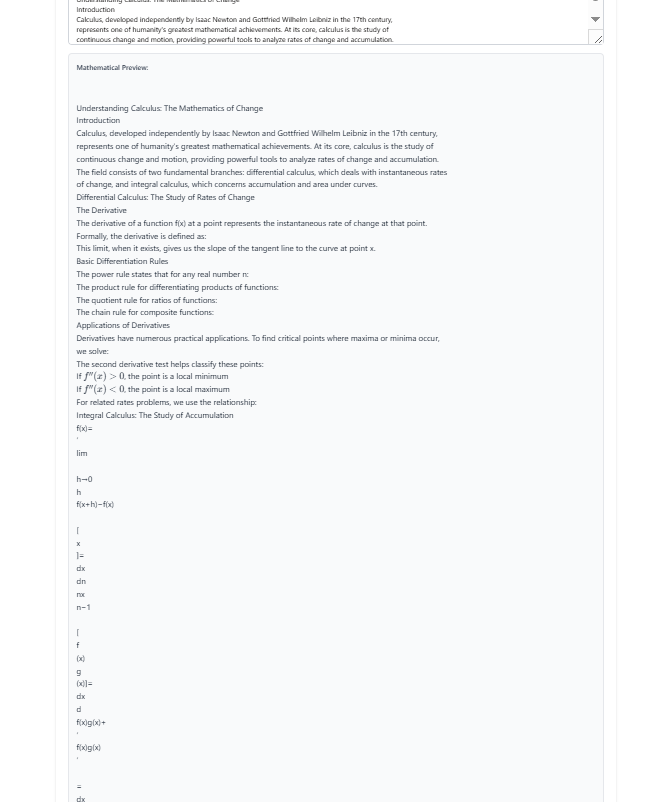 Understanding Calculus: The Mathematics of Change
Introduction
Calculus, developed independently by Isaac Newton and Gottfried Wilhelm Leibniz in the 17th century,
represents one of humanity's greatest mathematical achievements. At its core, calculus is the study of
continuous change and motion, providing powerful tools to analyze rates of change and accumulation.
Mathematical Preview:
Understanding Calculus: The Mathematics of Change
Introduction
Calculus, developed independently by Isaac Newton and Gottfried Wilhelm Leibniz in the 17th century,
represents one of humanity's greatest mathematical achievements. At its core, calculus is the study of
continuous change and motion, providing powerful tools to analyze rates of change and accumulation.
The field consists of two fundamental branches: differential calculus, which deals with instantaneous rates
of change, and integral calculus, which concerns accumulation and area under curves.
Differential Calculus: The Study of Rates of Change
The Derivative
The derivative of a function f(x) at a point represents the instantaneous rate of change at that point.
Formally, the derivative is defined as:
This limit, when it exists, gives us the slope of the tangent line to the curve at point x.
Basic Differentiation Rules
The power rule states that for any real number n:
The product rule for differentiating products of functions:
The quotient rule for ratios of functions:
The chain rule for composite functions:
Applications of Derivatives
Derivatives have numerous practical applications. To find critical points where maxima or minima occur,
we solve:
The second derivative test helps classify these points:
If f′′(x) > 0, the point is a local minimum
If f′′(x) < 0, the point is a local maximum
For related rates problems, we use the relationship:
Integral Calculus: The Study of Accumulation
f(x)=
′
lim
h→0
h
f(x+h)−f(x)
[
x
]=
dx
dn
nx
n−1
[
f
(x)
g
(x)]=
dx
d
f(x)g(x)+
′
f(x)g(x)
′
=
dx